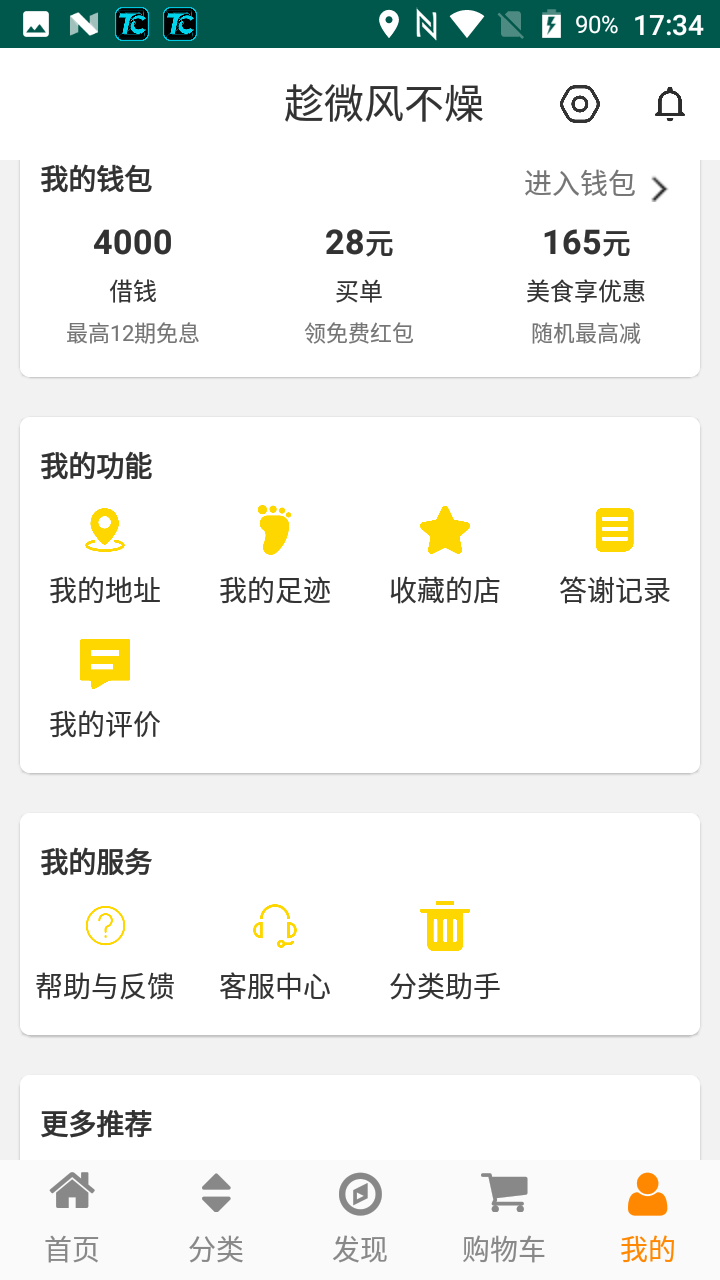 TC TC 90% 17:34
趁微风不燥
我的钱包 进入钱包
4000 28元 165元
借钱 买单 美食享优惠
最高12期免息 领免费红包 随机最高减
我的功能
我的地址 我的足迹 收藏的店 答谢记录
我的评价
我的服务
帮助与反馈 客服中心 分类助手
更多推荐
首页 分类 发现 购物车 我的